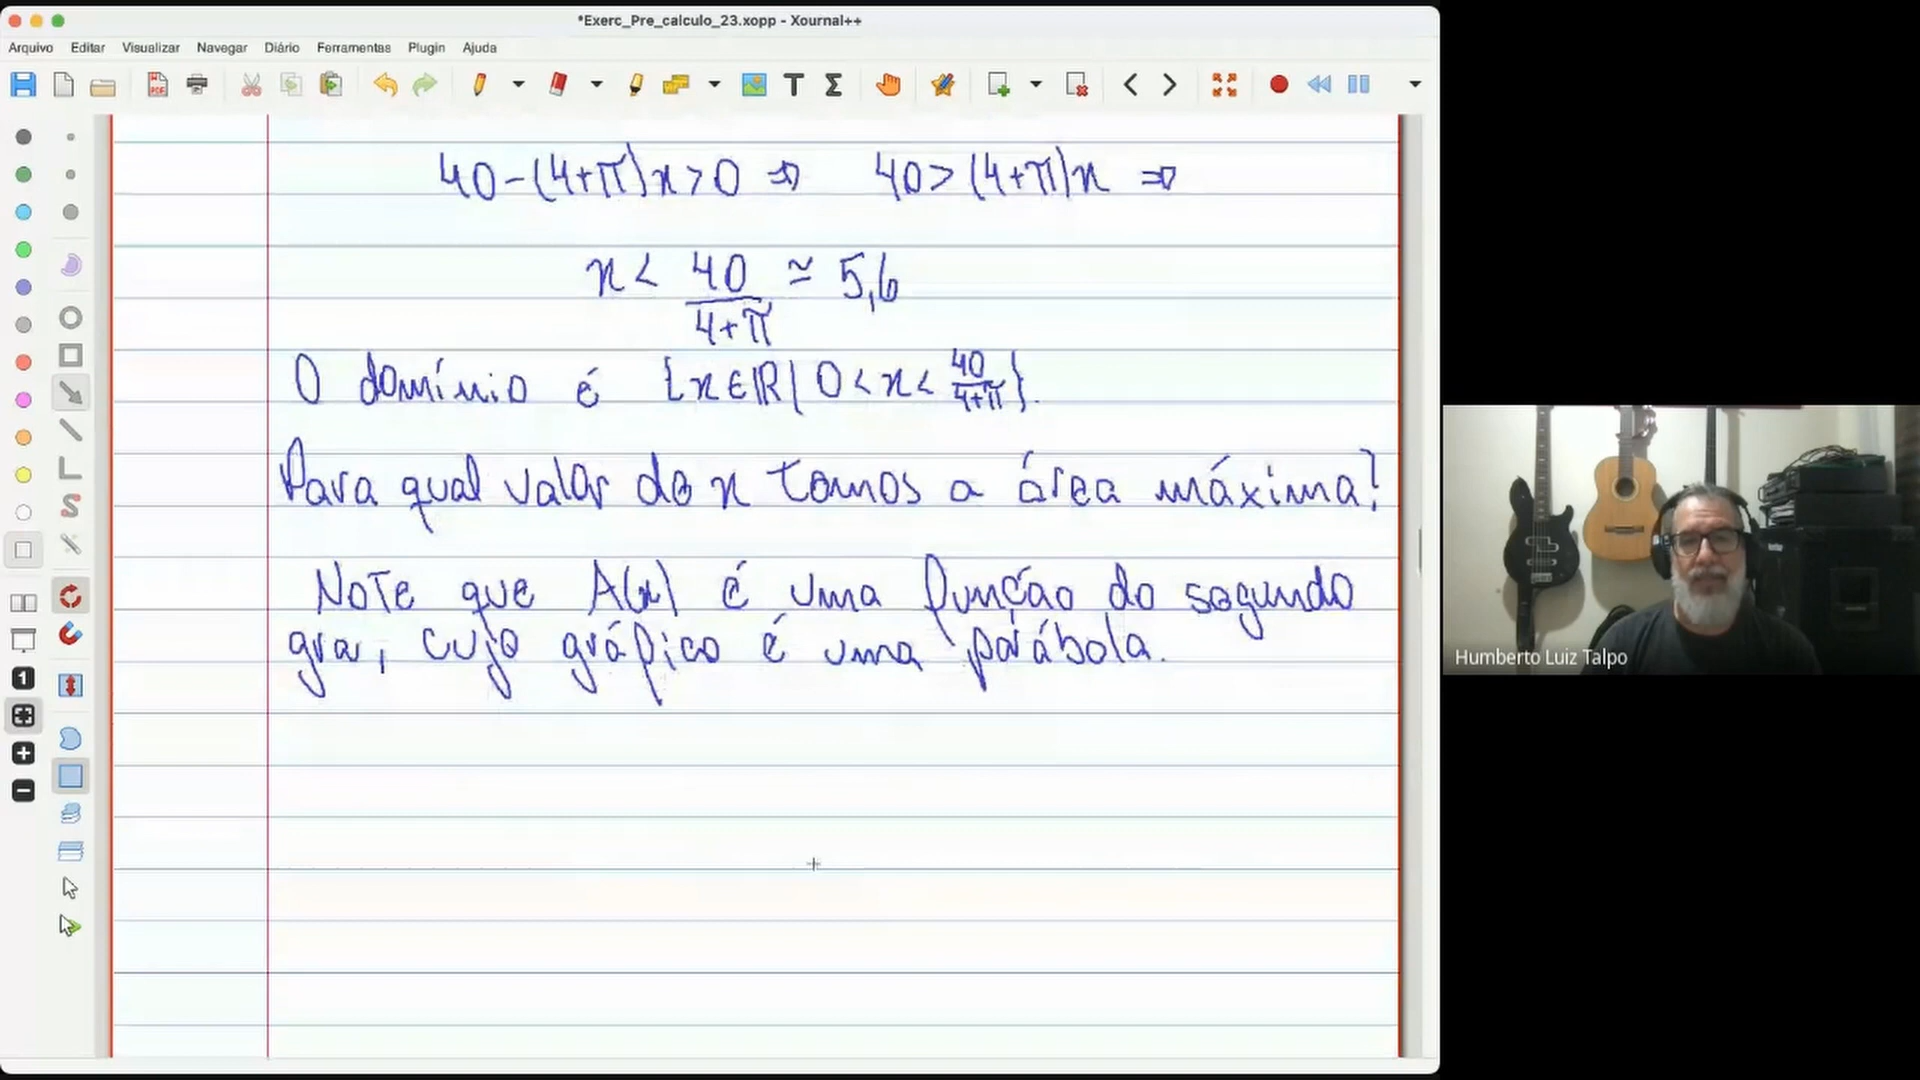 *Exerc_Pre_calculo_23.xopp - Xournal++
Arquivo Editar Visualizar Navegar Diário Ferramentas Plugin Ajuda
40-(4+π)x>0 ⇒ 40>(4+π)x ⇒
x< 40/(4+π) ≃ 5,6
O domínio é {x∈ℝ| 0<x< 40/(4+π)}.
Para qual valor de x temos a área máxima?
Note que A(x) é uma função do segundo
gra, cujo gráfico é uma parábola.
Humberto Luiz Talpo